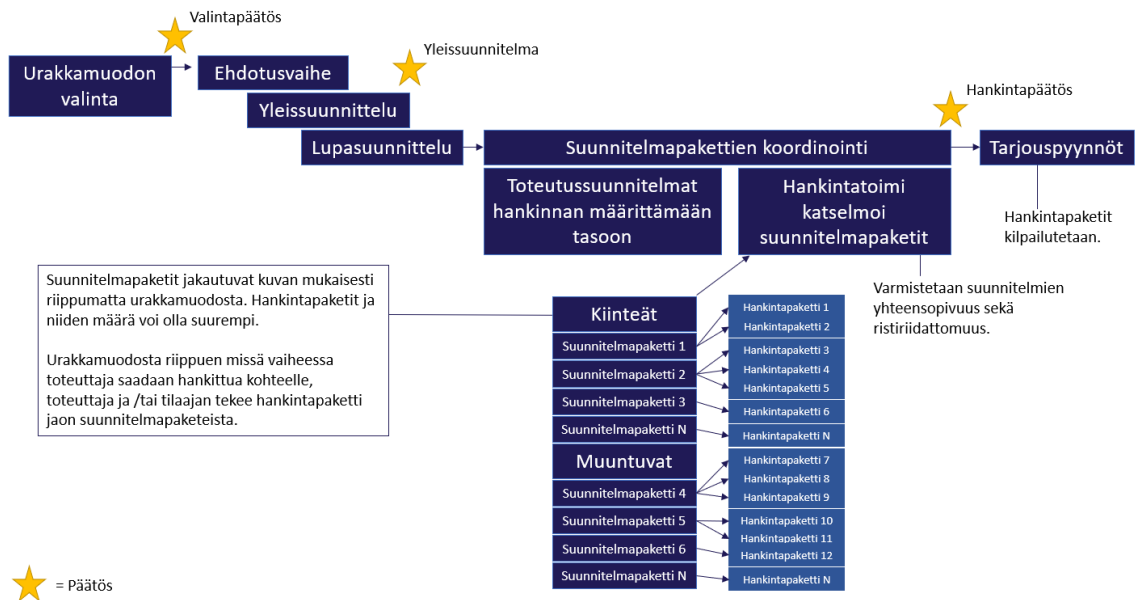 Valintapäätös
Yleissuunnitelma
Urakkamuodon
valinta
Ehdotusvaihe
Yleissuunnittelu
Hankintapäätös
Lupasuunnittelu
Suunnitelmapakettien koordinointi
Tarjouspyynnöt
Toteutussuunnitelmat
hankinnan määrittämään
tasoon
Hankintatoimi
katselmoi
suunnitelmapaketit
Hankintapaketit
kilpailutetaan.
Suunnitelmapaketit jakautuvat kuvan mukaisesti
riippumatta urakkamuodosta. Hankintapaketit ja
niiden määrä voi olla suurempi.
Urakkamuodosta riippuen missä vaiheessa
toteuttaja saadaan hankittua kohteelle,
toteuttaja ja /tai tilaajan tekee hankintapaketti
jaon suunnitelmapaketeista.
Varmistetaan suunnitelmien
yhteensopivuus sekä
ristiriidattomuus.
Kiinteät
Suunnitelmapaketti 1
Suunnitelmapaketti 2
Suunnitelmapaketti 3
Suunnitelmapaketti N
Muuntuvat
Suunnitelmapaketti 4
Suunnitelmapaketti 5
Suunnitelmapaketti 6
Suunnitelmapaketti N
Hankintapaketti 1
Hankintapaketti 2
Hankintapaketti 3
Hankintapaketti 4
Hankintapaketti 5
Hankintapaketti 6
Hankintapaketti N
Hankintapaketti 7
Hankintapaketti 8
Hankintapaketti 9
Hankintapaketti 10
Hankintapaketti 11
Hankintapaketti 12
Hankintapaketti N
= Päätös